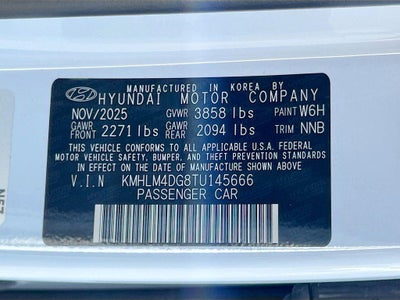 MANUFACTURED IN KOREA BY
HYUNDAI MOTOR COMPANY
NOV/2025 GVWR 3858 lbs PAINT W6H
GAWR FRONT 2271 lbs GAWR REAR 2094 lbs TRIM NNB
THIS VEHICLE CONFORMS TO ALL APPLICABLE U.S.A. FEDERAL
MOTOR VEHICLE SAFETY, BUMPER, AND THEFT PREVENTION
STANDARDS IN EFFECT ON THE DATE OF MANUFACTURE SHOWN ABOVE.
V.I.N KMHLM4DG8TU145666
PASSENGER CAR